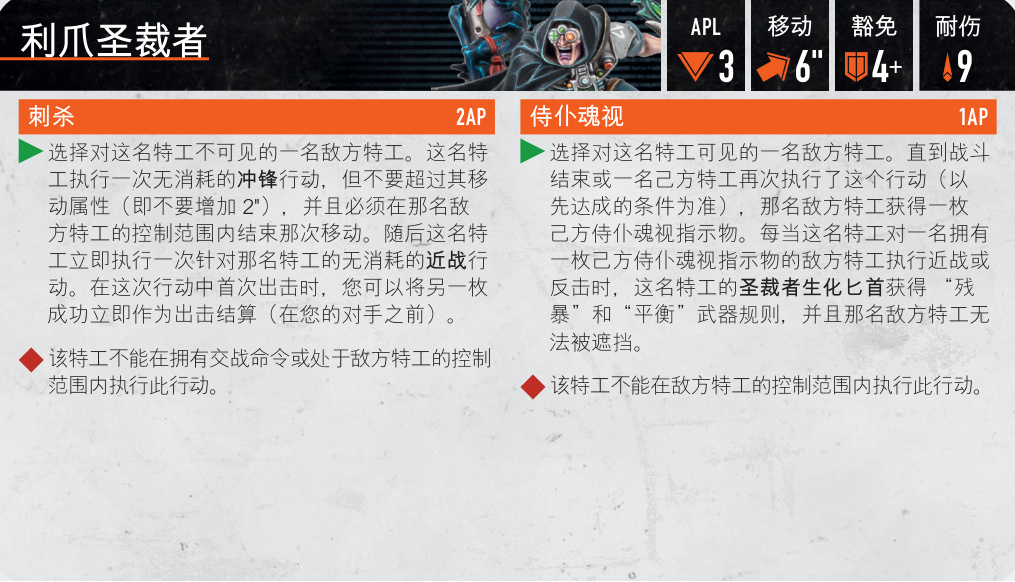 利爪圣裁者
APL
3
移动
6"
豁免
4+
耐伤
9
刺杀 2AP
选择对这名特工不可见的一名敌方特工。这名特
工执行一次无消耗的冲锋行动，但不要超过其移
动属性（即不要增加 2"），并且必须在那名敌
方特工的控制范围内结束那次移动。随后这名特
工立即执行一次针对那名特工的无消耗的近战行
动。在这次行动中首次出击时，您可以将另一枚
成功立即作为出击结算（在您的对手之前）。
该特工不能在拥有交战命令或处于敌方特工的控制
范围内执行此行动。
侍仆魂视 1AP
选择对这名特工可见的一名敌方特工。直到战斗
结束或一名己方特工再次执行了这个行动（以
先达成的条件为准），那名敌方特工获得一枚
己方侍仆魂视指示物。每当这名特工对一名拥有
一枚己方侍仆魂视指示物的敌方特工执行近战或
反击时，这名特工的圣裁者生化匕首获得 “残
暴”和“平衡”武器规则，并且那名敌方特工无
法被遮挡。
该特工不能在敌方特工的控制范围内执行此行动。